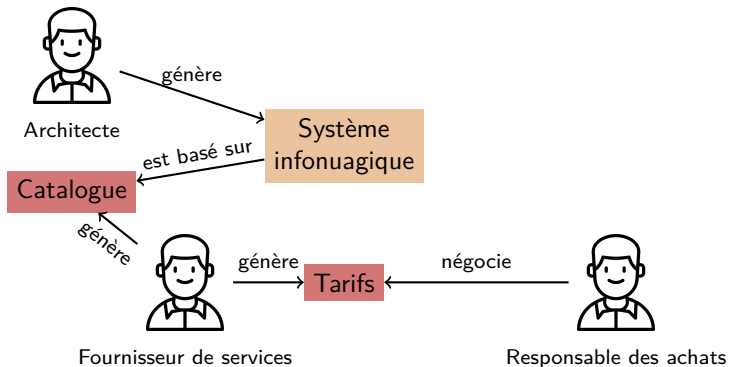 génère
Architecte
Système
infonuagique
est basé sur
Catalogue
génère
génère
Tarifs
négocie
Fournisseur de services
Responsable des achats